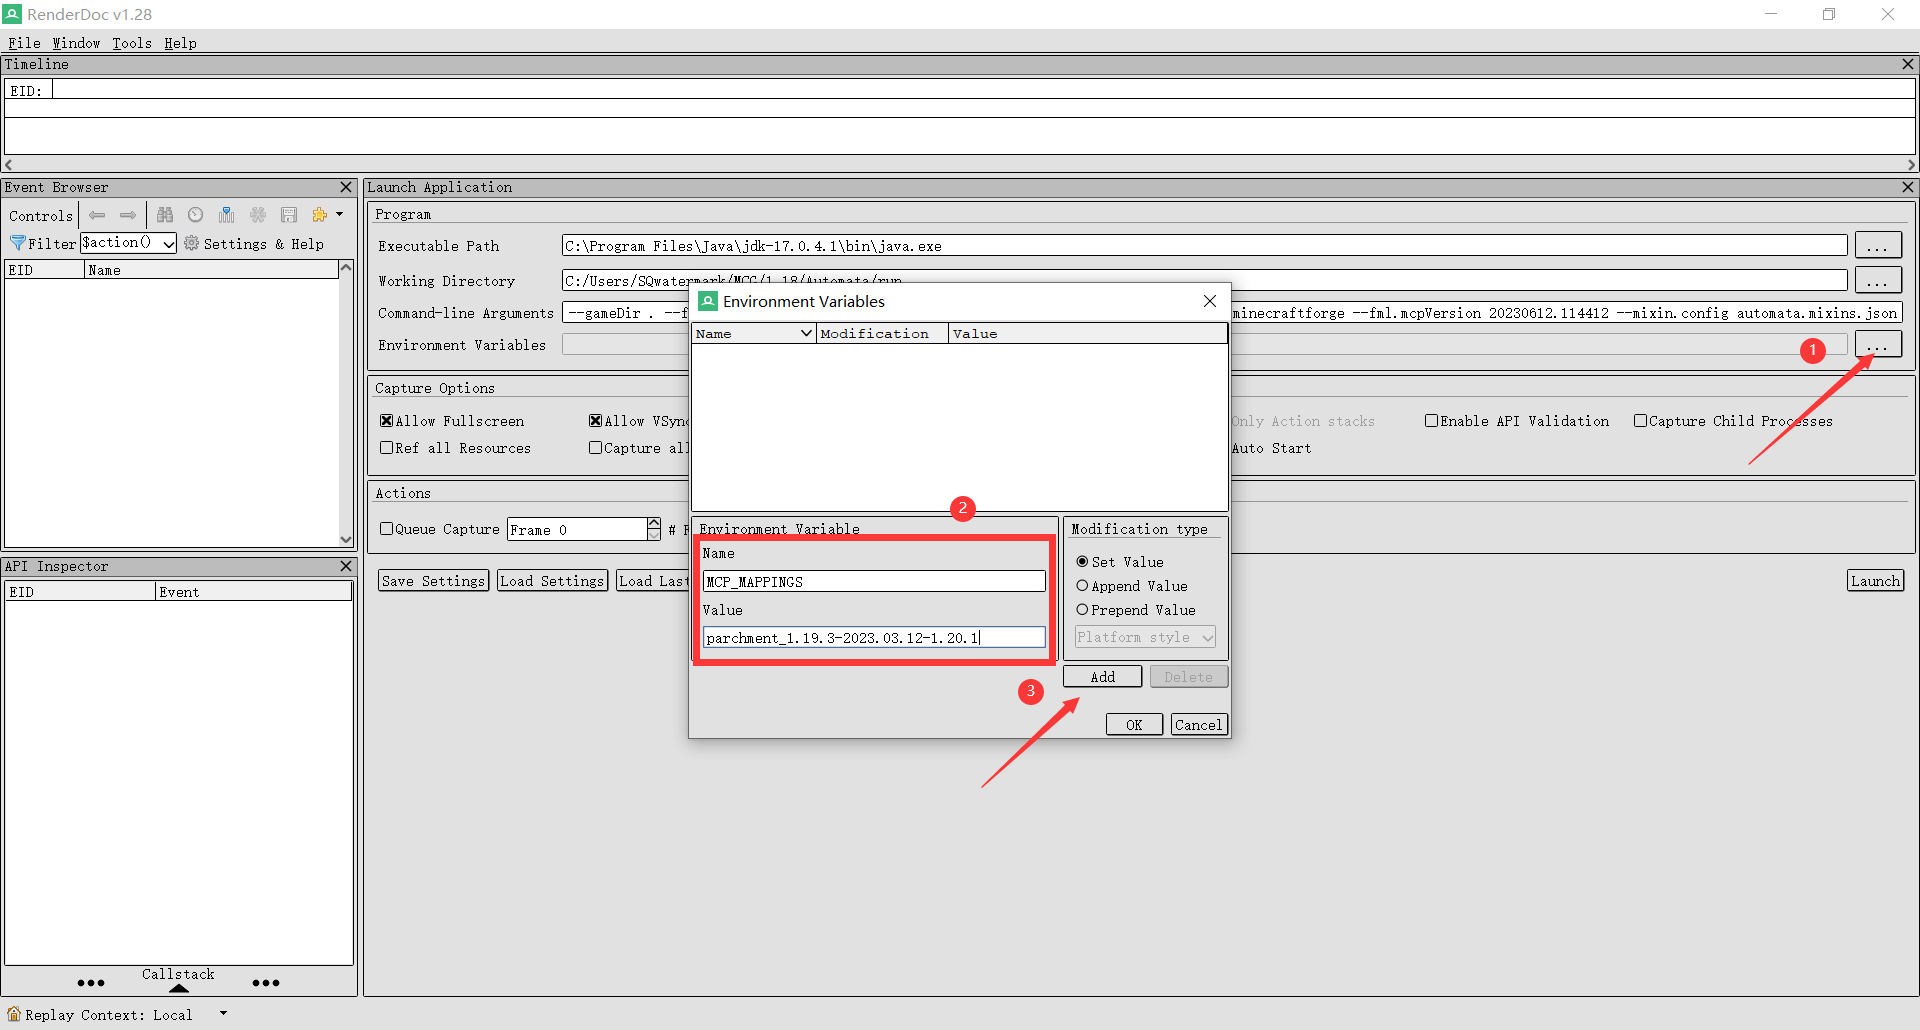 RenderDoc v1.28
File Window Tools Help
Timeline
EID:
Event Browser
Controls
Filter $action() Settings & Help
EID Name
API Inspector
EID Event
Callstack
Replay Context: Local
Launch Application
Program
Executable Path C:\Program Files\Java\jdk-17.0.4.1\bin\java.exe ...
Working Directory C:/Users/SQwatermark/MCG/1.18/Automata/run ...
Command-line Arguments --gameDir . --f minecraftforge --fml.mcpVersion 20230612.114412 --mixin.config automata.mixins.json
Environment Variables ...
1
Capture Options
Allow Fullscreen Allow VSync Only Action stacks Enable API Validation Capture Child Processes
Ref all Resources Capture all Auto Start
Actions
Queue Capture Frame 0 #
Save Settings Load Settings Load Last Launch
Environment Variables
Name Modification Value
2
Environment Variable
Name
MCP_MAPPINGS
Value
parchment_1.19.3-2023.03.12-1.20.1
Modification type
Set Value
Append Value
Prepend Value
Platform style
3
Add Delete
OK Cancel